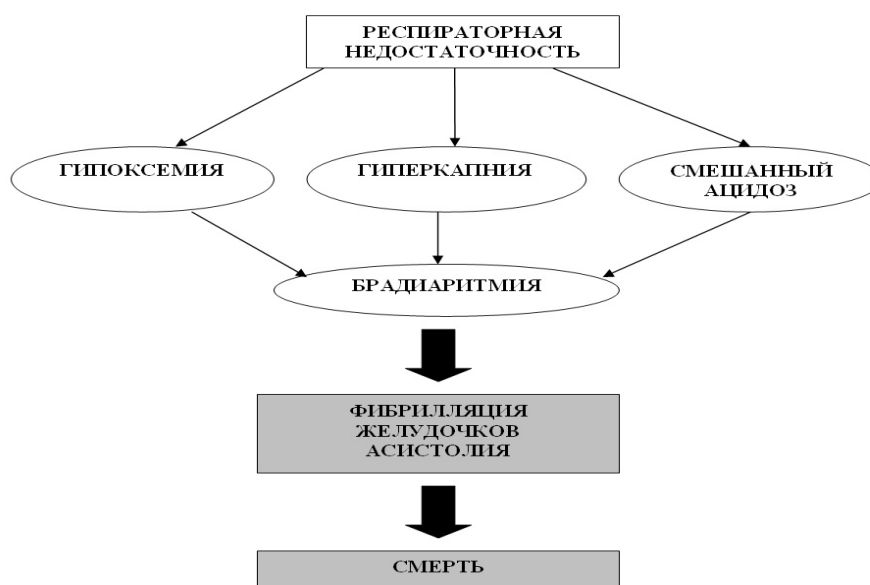 РЕСПИРАТОРНАЯ
НЕДОСТАТОЧНОСТЬ
ГИПОКСЕМИЯ
ГИПЕРКАПНИЯ
СМЕШАННЫЙ
АЦИДОЗ
БРАДИАРИТМИЯ
ФИБРИЛЛЯЦИЯ
ЖЕЛУДОЧКОВ
АСИСТОЛИЯ
СМЕРТЬ